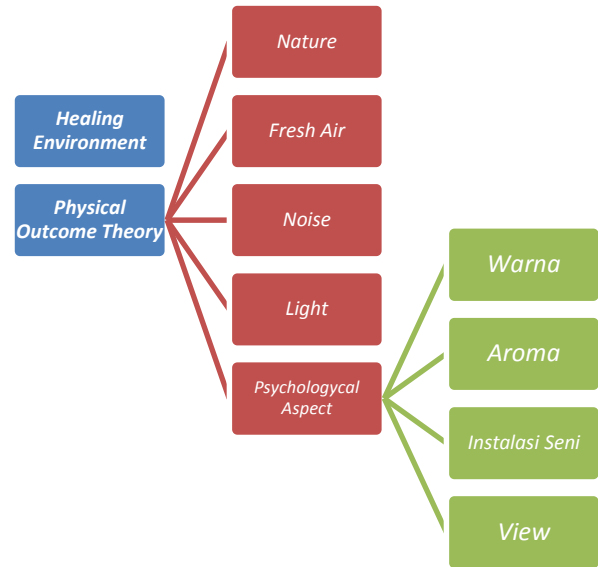 Healing
Environment
Physical
Outcome Theory
Nature
Fresh Air
Noise
Light
Psychologycal
Aspect
Warna
Aroma
Instalasi Seni
View